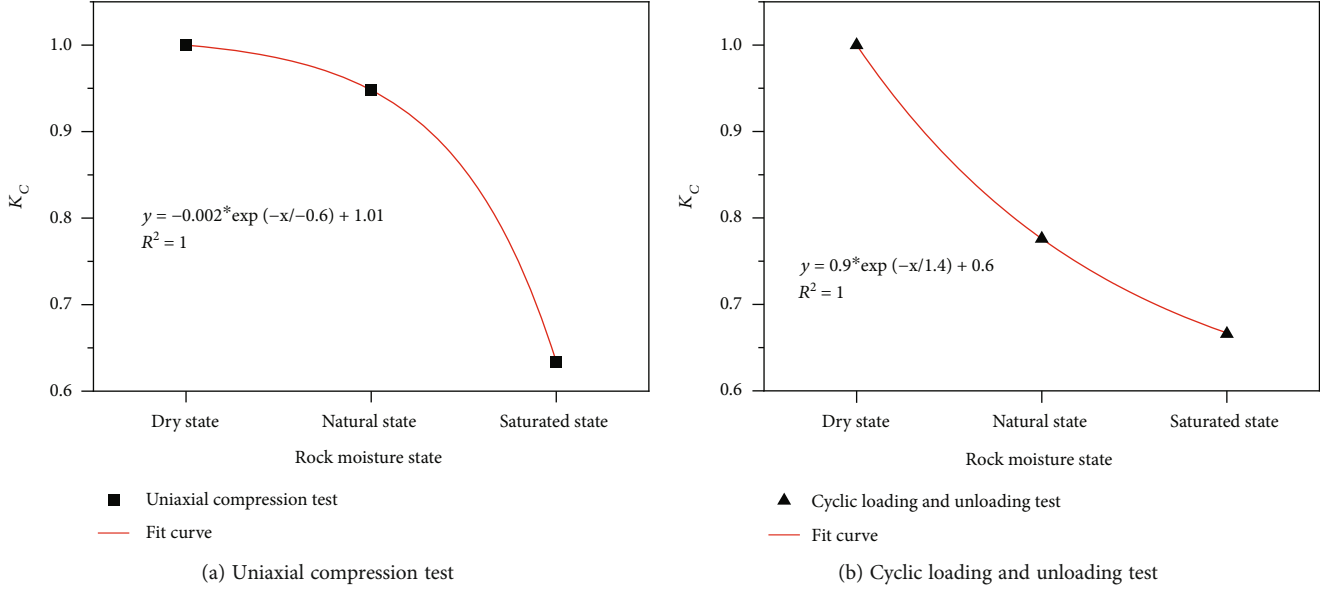 1.0
0.9
0.8
0.7
0.6
K_C
y = −0.002*exp (−x/−0.6) + 1.01
R² = 1
Dry state
Natural state
Saturated state
Rock moisture state
Uniaxial compression test
Fit curve
(a) Uniaxial compression test
1.0
0.9
0.8
0.7
0.6
K_C
y = 0.9*exp (−x/1.4) + 0.6
R² = 1
Dry state
Natural state
Saturated state
Rock moisture state
Cyclic loading and unloading test
Fit curve
(b) Cyclic loading and unloading test